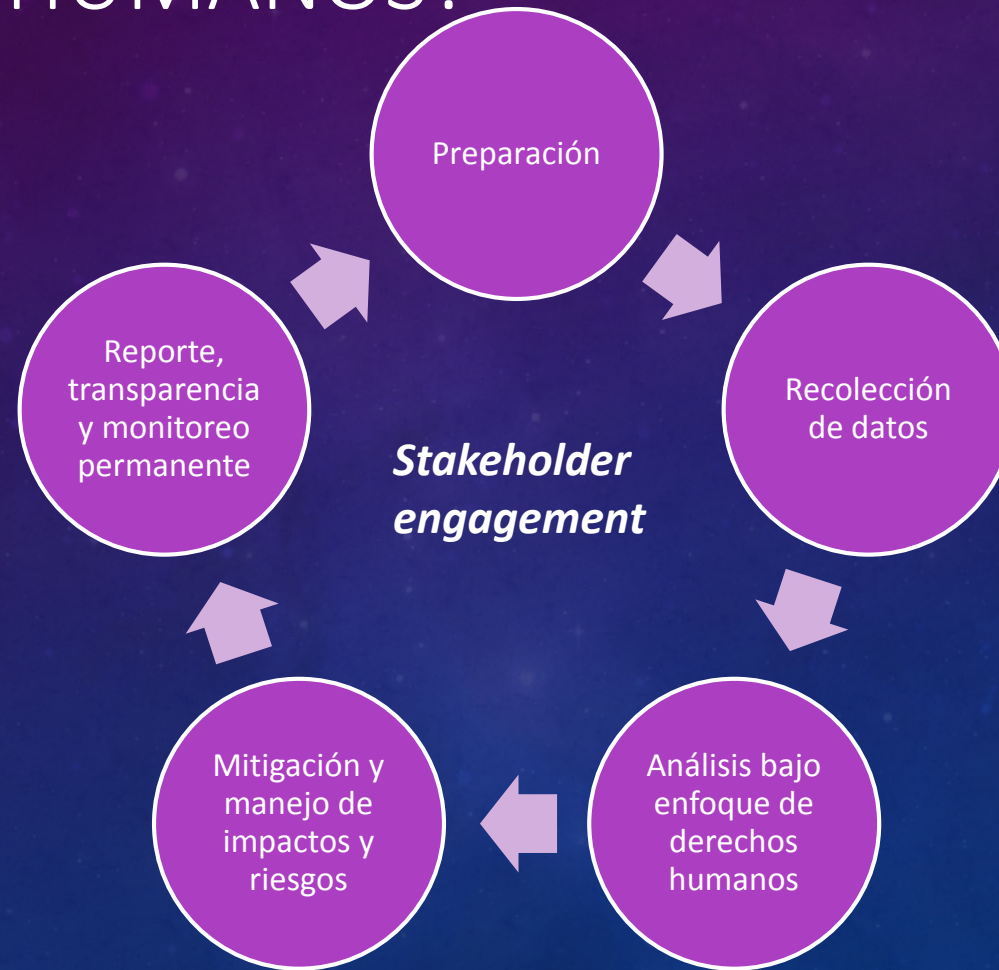 HUMANOS?
Preparación
Recolección
de datos
Análisis bajo
enfoque de
derechos
humanos
Mitigación y
manejo de
impactos y
riesgos
Reporte,
transparencia
y monitoreo
permanente
Stakeholder
engagement